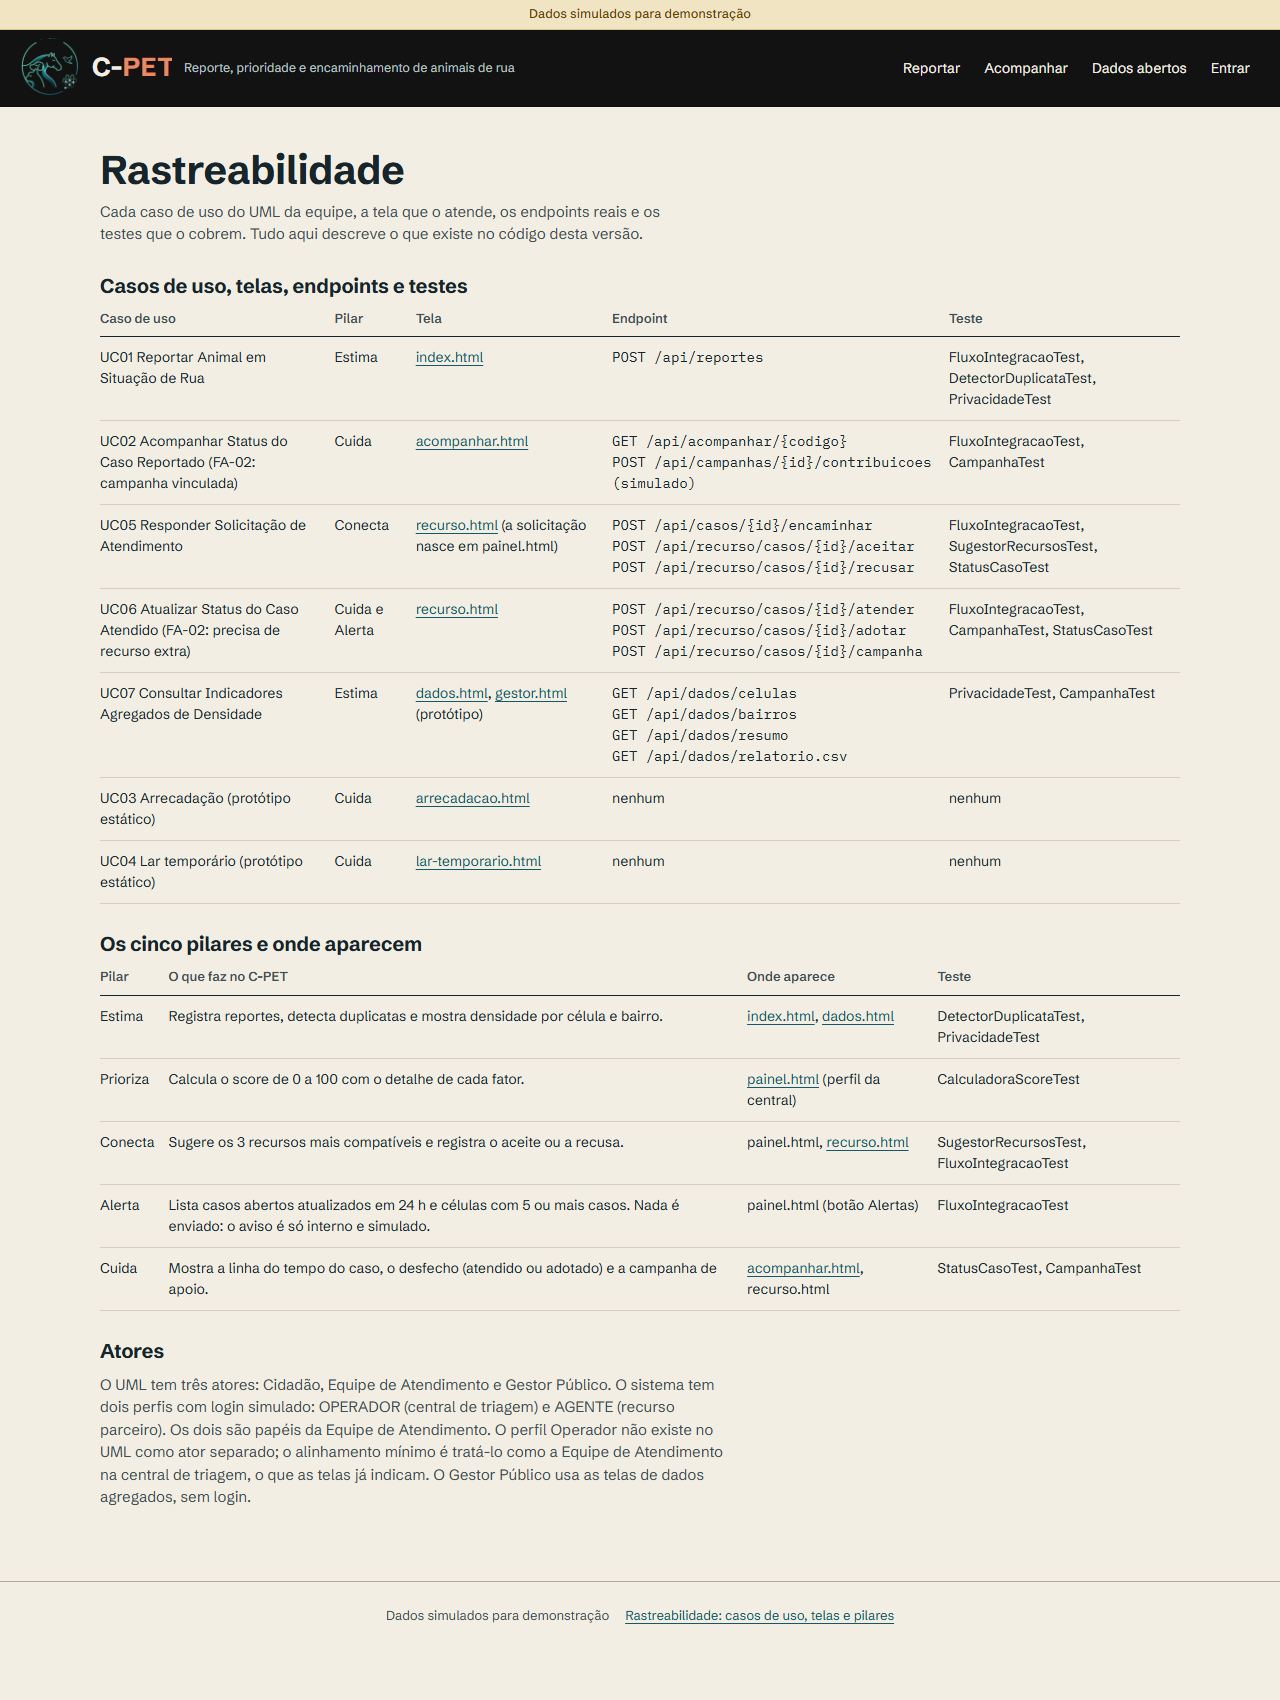 Dados simulados para demonstração
C-PET Reporte, prioridade e encaminhamento de animais de rua Reportar Acompanhar Dados abertos Entrar
Rastreabilidade
Cada caso de uso do UML da equipe, a tela que o atende, os endpoints reais e os
testes que o cobrem. Tudo aqui descreve o que existe no código desta versão.
Casos de uso, telas, endpoints e testes
Caso de uso Pilar Tela Endpoint Teste
UC01 Reportar Animal em Estima index.html POST /api/reportes FluxoIntegracaoTest,
Situação de Rua DetectorDuplicataTest,
PrivacidadeTest
UC02 Acompanhar Status do Cuida acompanhar.html GET /api/acompanhar/{codigo} FluxoIntegracaoTest,
Caso Reportado (FA-02: POST /api/campanhas/{id}/contribuicoes CampanhaTest
campanha vinculada) (simulado)
UC05 Responder Solicitação de Conecta recurso.html (a solicitação POST /api/casos/{id}/encaminhar FluxoIntegracaoTest,
Atendimento nasce em painel.html) POST /api/recurso/casos/{id}/aceitar SugestorRecursosTest,
POST /api/recurso/casos/{id}/recusar StatusCasoTest
UC06 Atualizar Status do Caso Cuida e recurso.html POST /api/recurso/casos/{id}/atender FluxoIntegracaoTest,
Atendido (FA-02: precisa de Alerta POST /api/recurso/casos/{id}/adotar CampanhaTest, StatusCasoTest
recurso extra) POST /api/recurso/casos/{id}/campanha
UC07 Consultar Indicadores Estima dados.html, gestor.html GET /api/dados/celulas PrivacidadeTest, CampanhaTest
Agregados de Densidade (protótipo) GET /api/dados/bairros
GET /api/dados/resumo
GET /api/dados/relatorio.csv
UC03 Arrecadação (protótipo Cuida arrecadacao.html nenhum nenhum
estático)
UC04 Lar temporário (protótipo Cuida lar-temporario.html nenhum nenhum
estático)
Os cinco pilares e onde aparecem
Pilar O que faz no C-PET Onde aparece Teste
Estima Registra reportes, detecta duplicatas e mostra densidade por célula e bairro. index.html, dados.html DetectorDuplicataTest,
PrivacidadeTest
Prioriza Calcula o score de 0 a 100 com o detalhe de cada fator. painel.html (perfil da CalculadoraScoreTest
central)
Conecta Sugere os 3 recursos mais compatíveis e registra o aceite ou a recusa. painel.html, recurso.html SugestorRecursosTest,
FluxoIntegracaoTest
Alerta Lista casos abertos atualizados em 24 h e células com 5 ou mais casos. Nada é painel.html (botão Alertas) FluxoIntegracaoTest
enviado: o aviso é só interno e simulado.
Cuida Mostra a linha do tempo do caso, o desfecho (atendido ou adotado) e a campanha de acompanhar.html, StatusCasoTest, CampanhaTest
apoio. recurso.html
Atores
O UML tem três atores: Cidadão, Equipe de Atendimento e Gestor Público. O sistema tem
dois perfis com login simulado: OPERADOR (central de triagem) e AGENTE (recurso
parceiro). Os dois são papéis da Equipe de Atendimento. O perfil Operador não existe no
UML como ator separado; o alinhamento mínimo é tratá-lo como a Equipe de Atendimento
na central de triagem, o que as telas já indicam. O Gestor Público usa as telas de dados
agregados, sem login.
Dados simulados para demonstração Rastreabilidade: casos de uso, telas e pilares